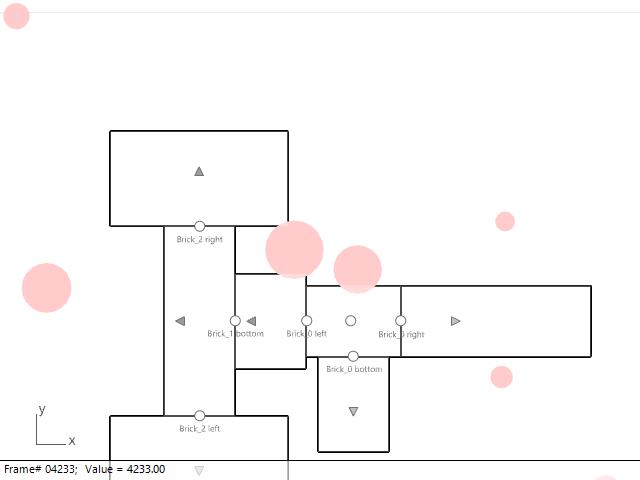 Brick_2 right
Brick_1 bottom
Brick_0 left
Brick_0 right
Brick_0 bottom
y
x
Brick_2 left
Frame# 04233; Value = 4233.00